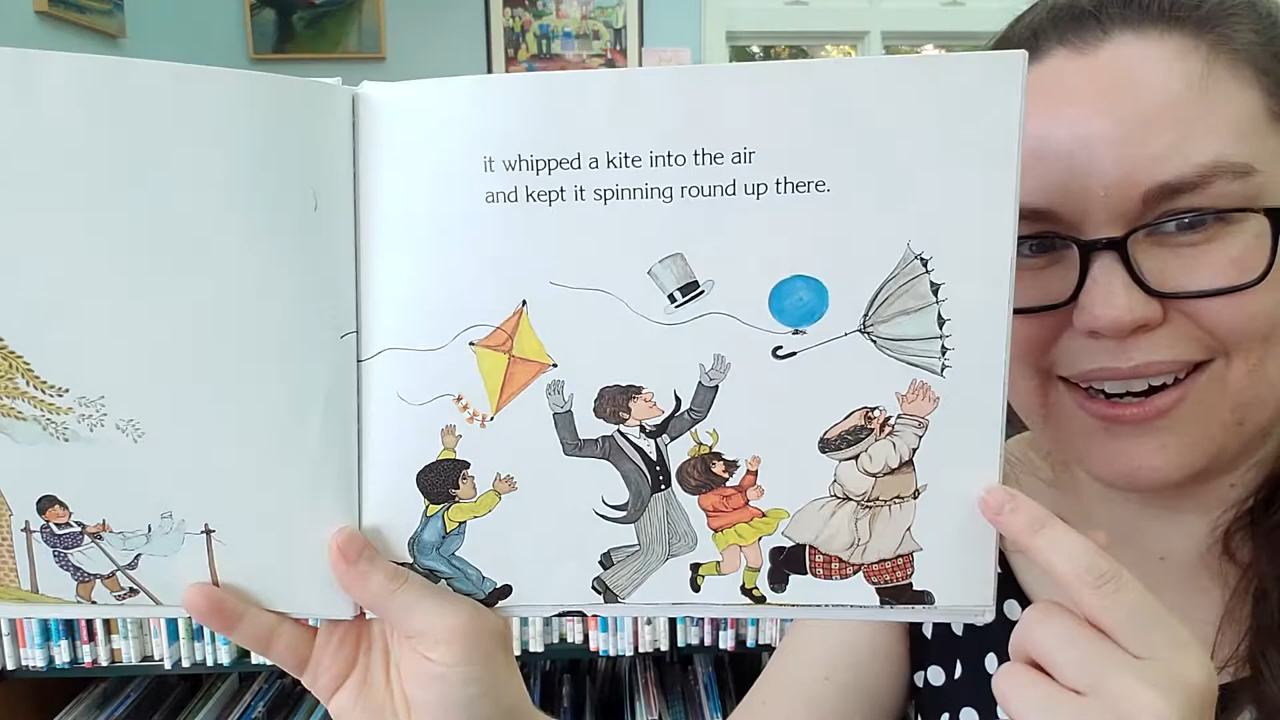 it whipped a kite into the air
and kept it spinning round up there.